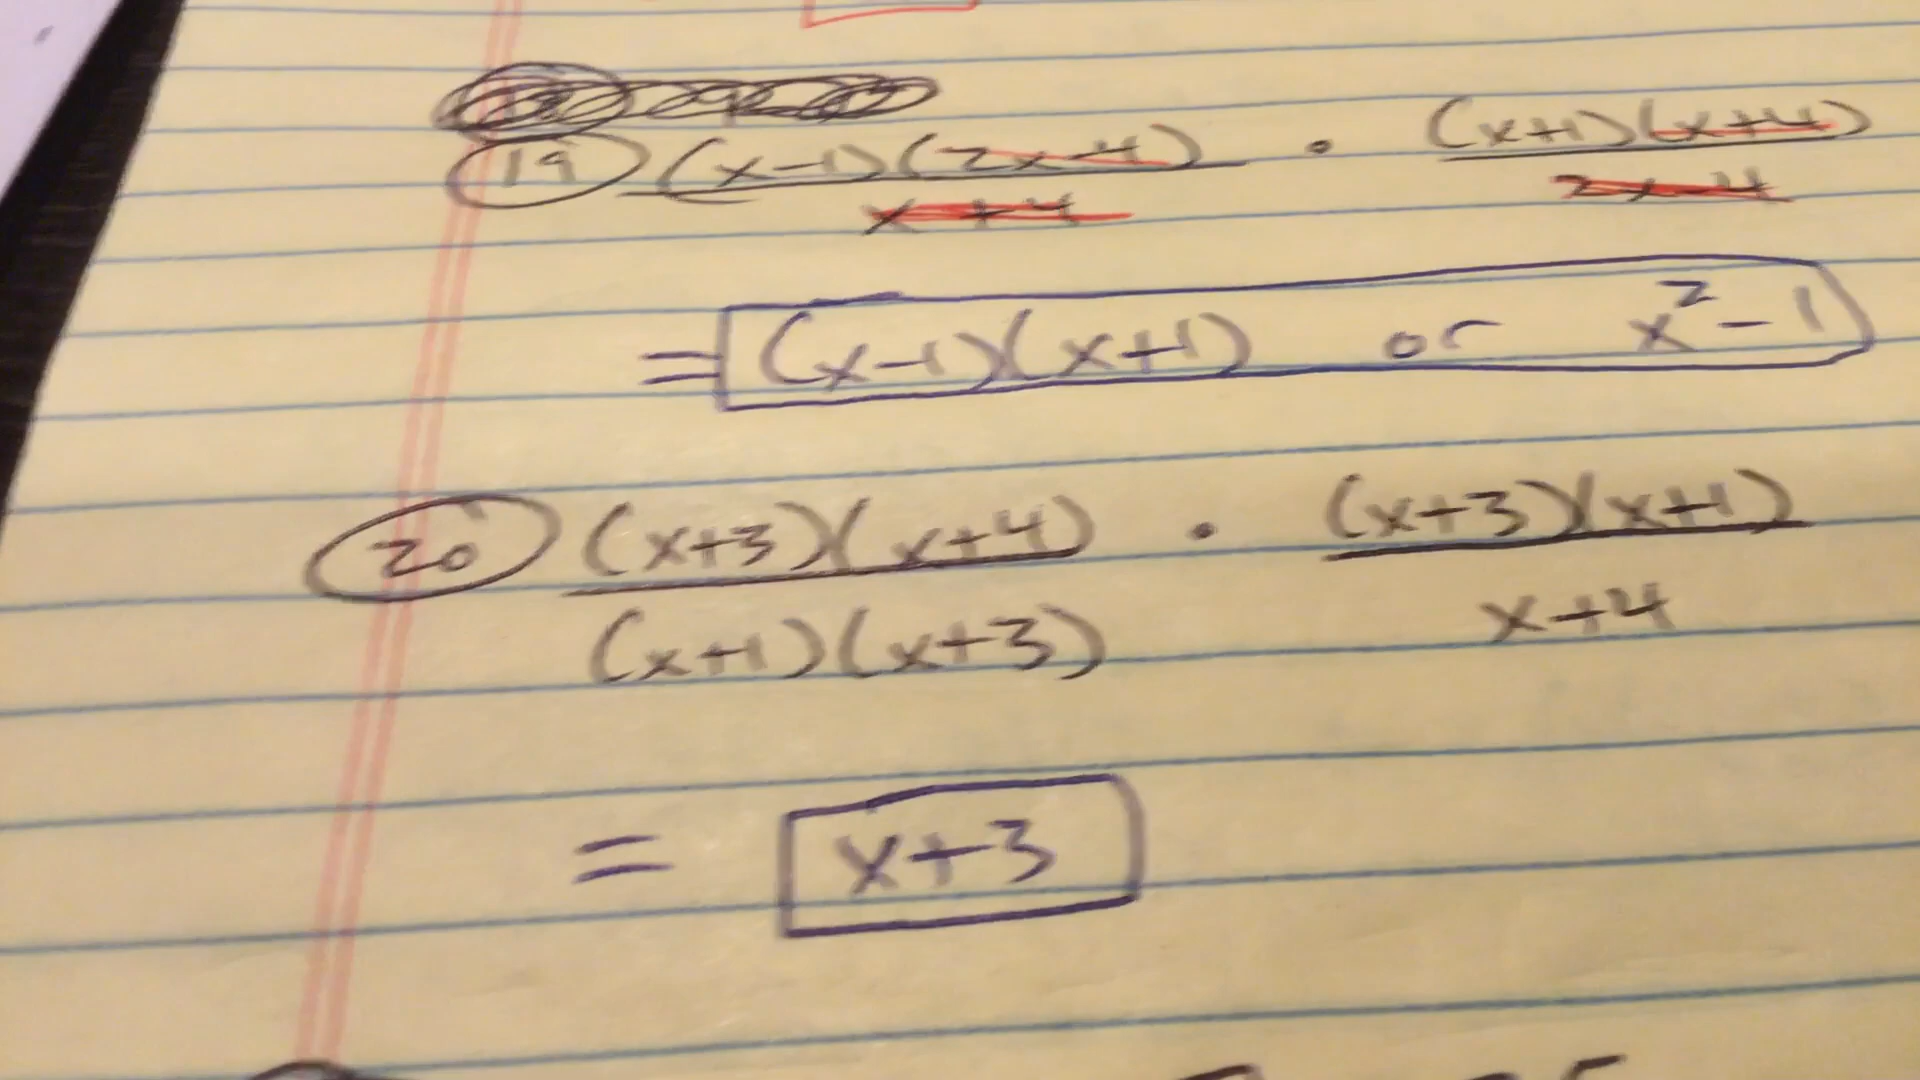 19 (x-1)(2x-4) · (x+1)(x+4)
x+4 2x-4
= (x-1)(x+1) or x²-1
20 (x+3)(x+4) · (x+3)(x+1)
(x+1)(x+3) x+4
= x+3